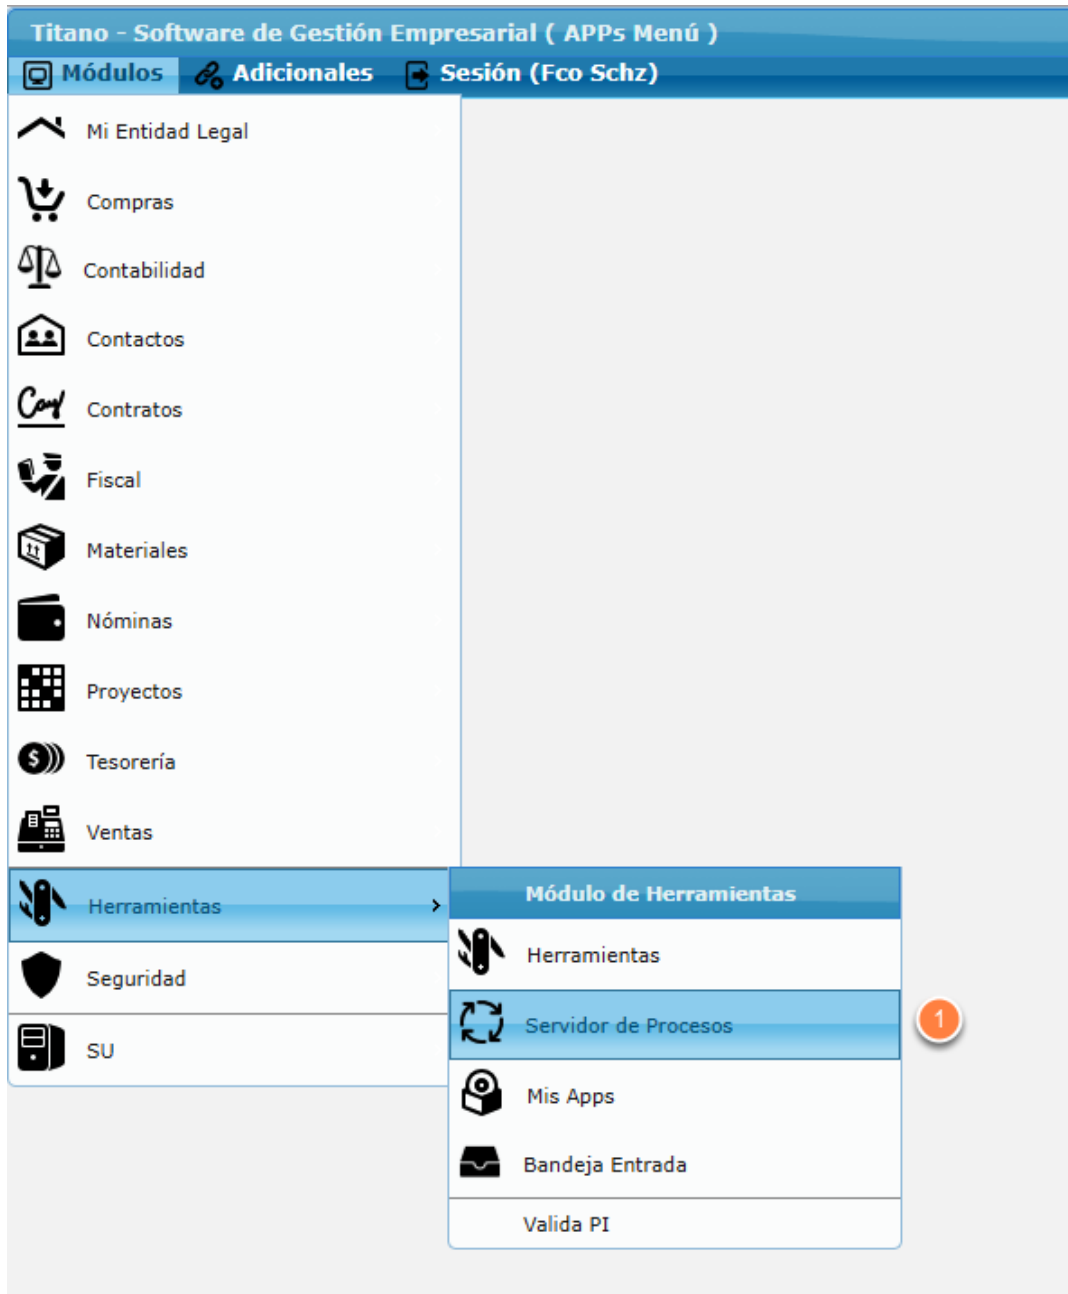 Titano - Software de Gestión Empresarial ( APPs Menú )
Módulos Adicionales Sesión (Fco Schz)
Mi Entidad Legal
Compras
Contabilidad
Contactos
Contratos
Fiscal
Materiales
Nóminas
Proyectos
Tesorería
Ventas
Herramientas
Seguridad
SU
Módulo de Herramientas
Herramientas
Servidor de Procesos
1
Mis Apps
Bandeja Entrada
Valida PI